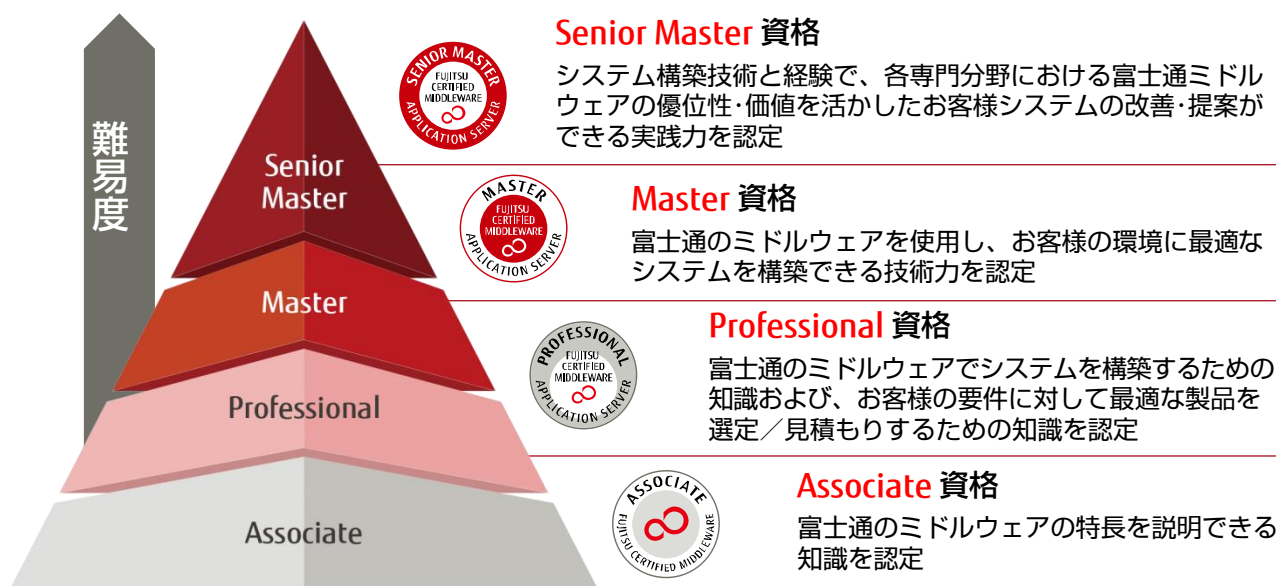 難易度
Senior
Master
Master
Professional
Associate
SENIOR MASTER
FUJITSU
CERTIFIED
MIDDLEWARE
APPLICATION SERVER
Senior Master 資格
システム構築技術と経験で、各専門分野における富士通ミドル
ウェアの優位性・価値を活かしたお客様システムの改善・提案が
できる実践力を認定
MASTER
FUJITSU
CERTIFIED
MIDDLEWARE
APPLICATION SERVER
Master 資格
富士通のミドルウェアを使用し、お客様の環境に最適な
システムを構築できる技術力を認定
PROFESSIONAL
FUJITSU
CERTIFIED
MIDDLEWARE
APPLICATION SERVER
Professional 資格
富士通のミドルウェアでシステムを構築するための
知識および、お客様の要件に対して最適な製品を
選定／見積もりするための知識を認定
ASSOCIATE
FUJITSU CERTIFIED MIDDLEWARE
Associate 資格
富士通のミドルウェアの特長を説明できる
知識を認定